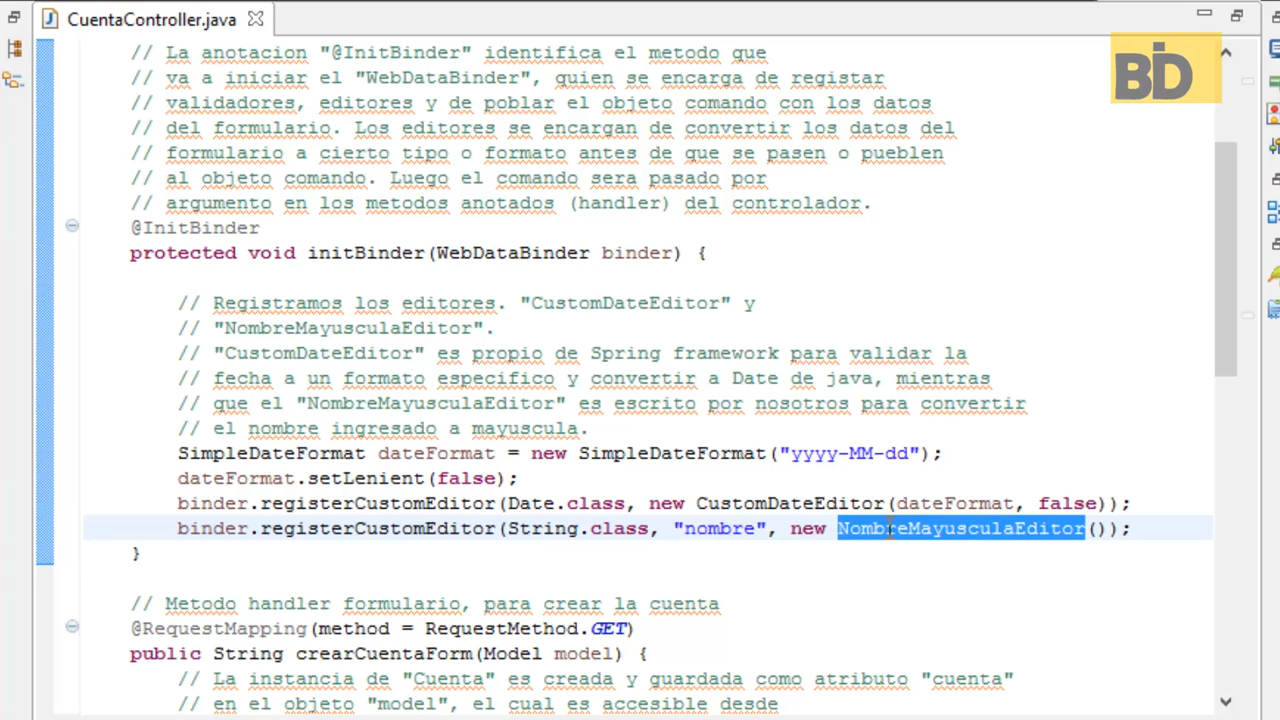 CuentaController.java
BD
// La anotacion "@InitBinder" identifica el metodo que
// va a iniciar el "WebDataBinder", quien se encarga de registar
// validadores, editores y de poblar el objeto comando con los datos
// del formulario. Los editores se encargan de convertir los datos del
// formulario a cierto tipo o formato antes de que se pasen o pueblen
// al objeto comando. Luego el comando sera pasado por
// argumento en los metodos anotados (handler) del controlador.
@InitBinder
protected void initBinder(WebDataBinder binder) {
// Registramos los editores. "CustomDateEditor" y
// "NombreMayusculaEditor".
// "CustomDateEditor" es propio de Spring framework para validar la
// fecha a un formato especifico y convertir a Date de java, mientras
// que el "NombreMayusculaEditor" es escrito por nosotros para convertir
// el nombre ingresado a mayuscula.
SimpleDateFormat dateFormat = new SimpleDateFormat("yyyy-MM-dd");
dateFormat.setLenient(false);
binder.registerCustomEditor(Date.class, new CustomDateEditor(dateFormat, false));
binder.registerCustomEditor(String.class, "nombre", new NombreMayusculaEditor());
}
// Metodo handler formulario, para crear la cuenta
@RequestMapping(method = RequestMethod.GET)
public String crearCuentaForm(Model model) {
// La instancia de "Cuenta" es creada y guardada como atributo "cuenta"
// en el objeto "model", el cual es accesible desde